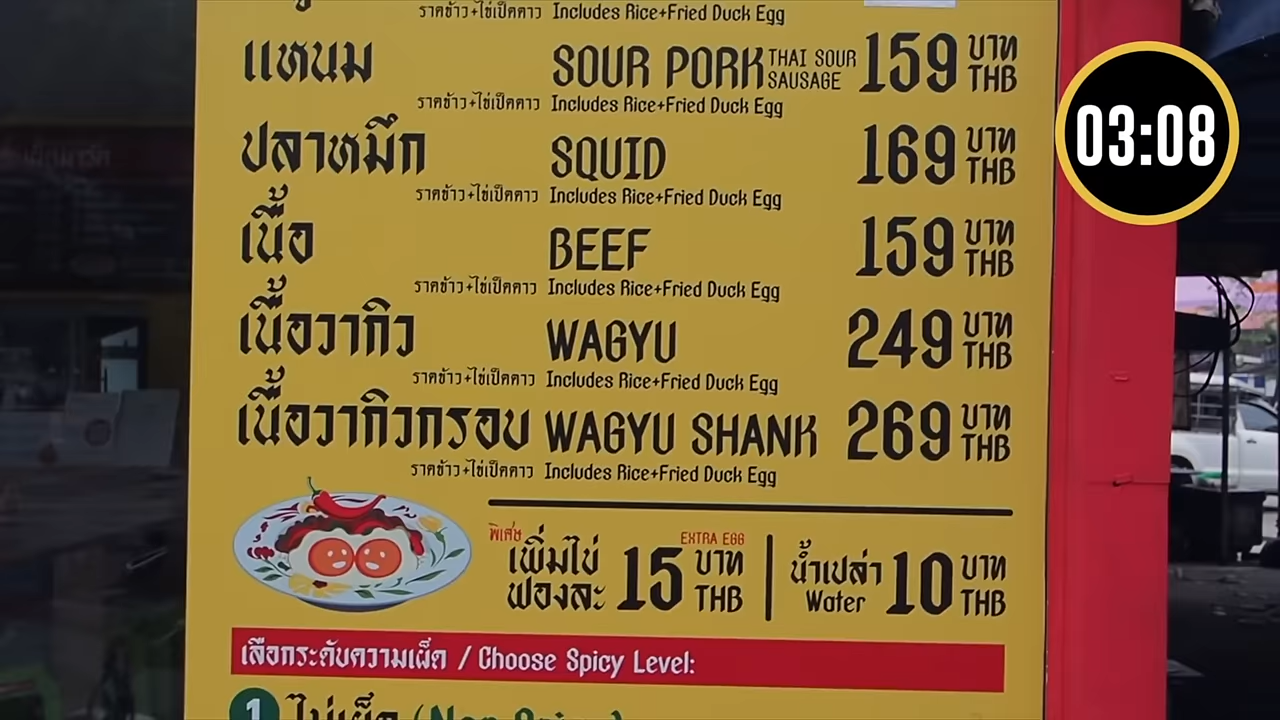 ราดข้าว+ไข่เป็ดดาว Includes Rice+Fried Duck Egg
แหนม SOUR PORK THAI SOUR SAUSAGE 159 บาท THB
ราดข้าว+ไข่เป็ดดาว Includes Rice+Fried Duck Egg
ปลาหมึก SQUID 169 บาท THB
ราดข้าว+ไข่เป็ดดาว Includes Rice+Fried Duck Egg
เนื้อ BEEF 159 บาท THB
ราดข้าว+ไข่เป็ดดาว Includes Rice+Fried Duck Egg
เนื้อวากิว WAGYU 249 บาท THB
ราดข้าว+ไข่เป็ดดาว Includes Rice+Fried Duck Egg
เนื้อวากิวกรอบ WAGYU SHANK 269 บาท THB
ราดข้าว+ไข่เป็ดดาว Includes Rice+Fried Duck Egg
พิเศษ เพิ่มไข่ ฟองละ 15 EXTRA EGG บาท THB
น้ำเปล่า Water 10 บาท THB
เลือกระดับความเผ็ด / Choose Spicy Level:
1 ไม่เผ็ด (Non Spicy)
03:08